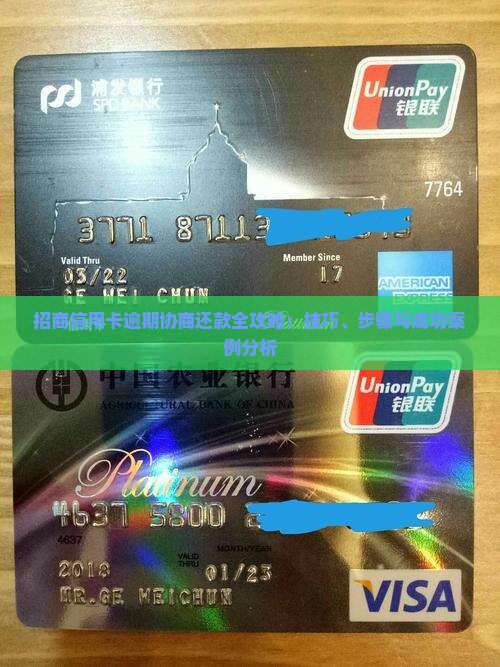 浦发银行
SPD BANK
UnionPay
银联
7764
Valid Thru
Member Since
03/22
17
GE WEI CHUN
AMERICAN
EXPRESS
招商信用卡逾期协商还款全攻略：技巧、步骤与成功案
例分析
中国农业银行
AGRICULTURAL BANK OF CHINA
UnionPay
银联
Platinum
4637 5800
4637
MONTH/YEAR
VALID
THRU
2018
01/23
MR.GE WEICHUN
VISA